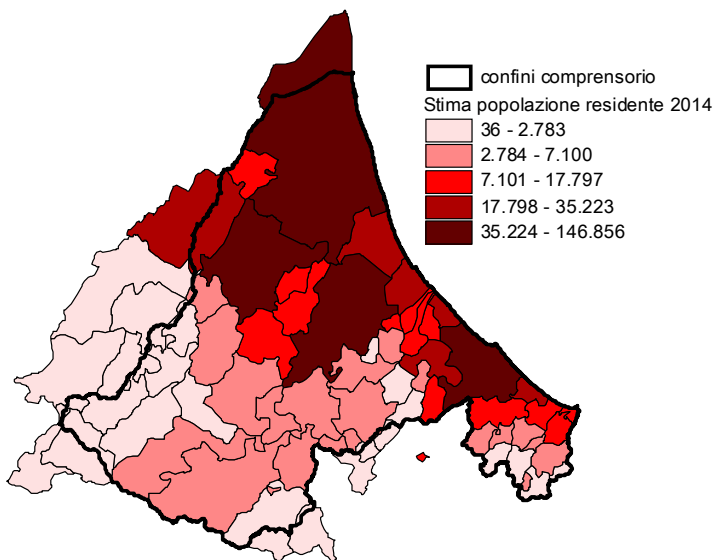 confini comprensorio
Stima popolazione residente 2014
36 - 2.783
2.784 - 7.100
7.101 - 17.797
17.798 - 35.223
35.224 - 146.856